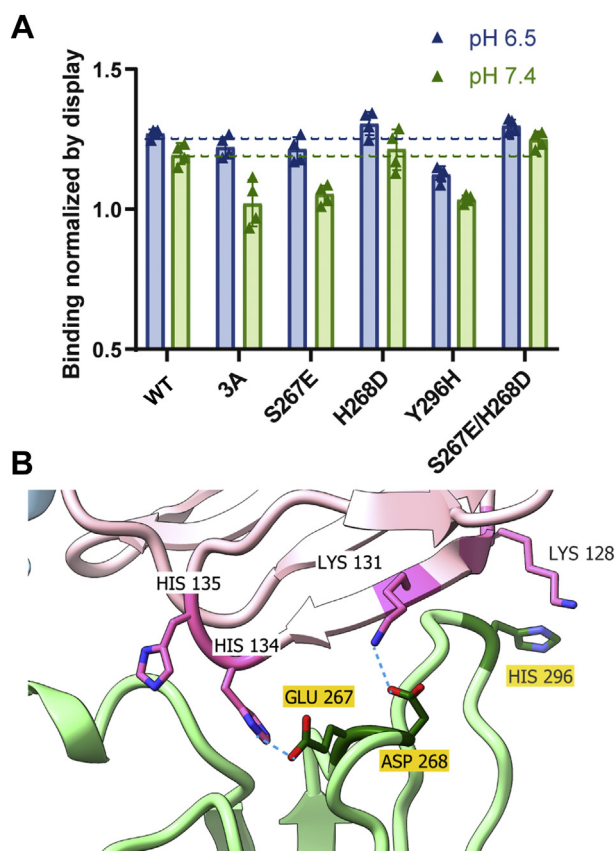 A
pH 6.5
pH 7.4
Binding normalized by display
1.5
1.0
0.5
WT
3A
S267E
H268D
Y296H
S267E/H268D
B
LYS 128
LYS 131
HIS 135
HIS 134
HIS 296
GLU 267
ASP 268